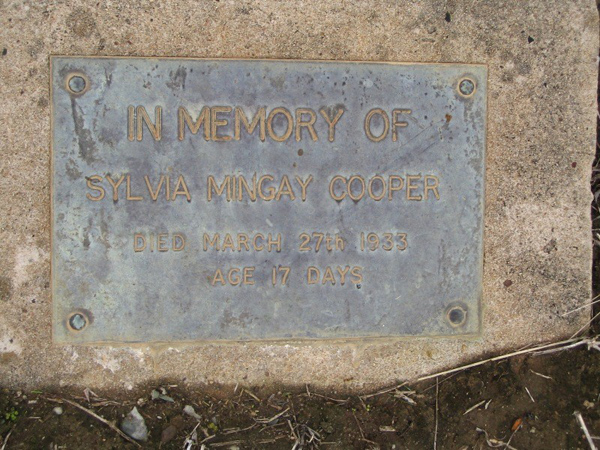 IN MEMORY OF
SYLVIA MINGAY COOPER
DIED MARCH 27th 1933
AGE 17 DAYS